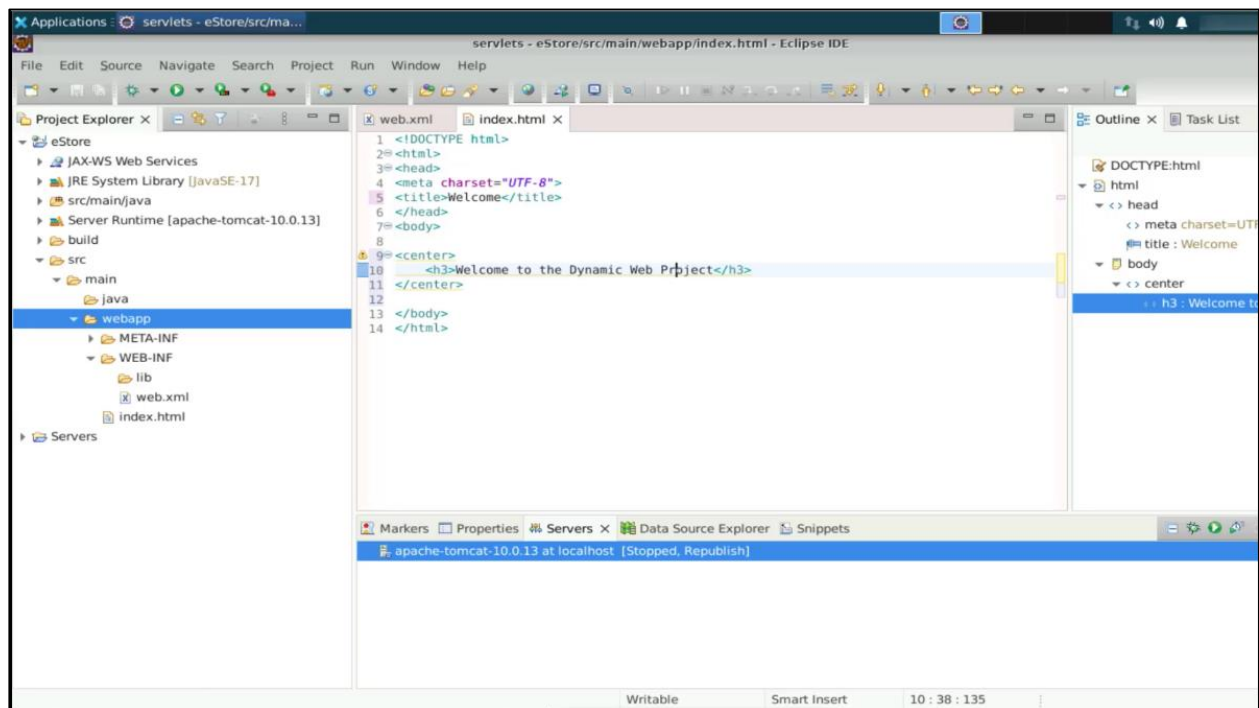 Applications : servlets - eStore/src/ma...
servlets - eStore/src/main/webapp/index.html - Eclipse IDE
File Edit Source Navigate Search Project Run Window Help
Project Explorer
eStore
JAX-WS Web Services
JRE System Library [JavaSE-17]
src/main/java
Server Runtime [apache-tomcat-10.0.13]
build
src
main
java
webapp
META-INF
WEB-INF
lib
web.xml
index.html
Servers
web.xml index.html
1 <!DOCTYPE html>
2 <html>
3 <head>
4 <meta charset="UTF-8">
5 <title>Welcome</title>
6 </head>
7 <body>
8
9 <center>
10 <h3>Welcome to the Dynamic Web Project</h3>
11 </center>
12
13 </body>
14 </html>
Outline Task List
DOCTYPE:html
html
head
meta charset=UTF
title : Welcome
body
center
h3 : Welcome to
Markers Properties Servers Data Source Explorer Snippets
apache-tomcat-10.0.13 at localhost [Stopped, Republish]
Writable Smart Insert 10 : 38 : 135